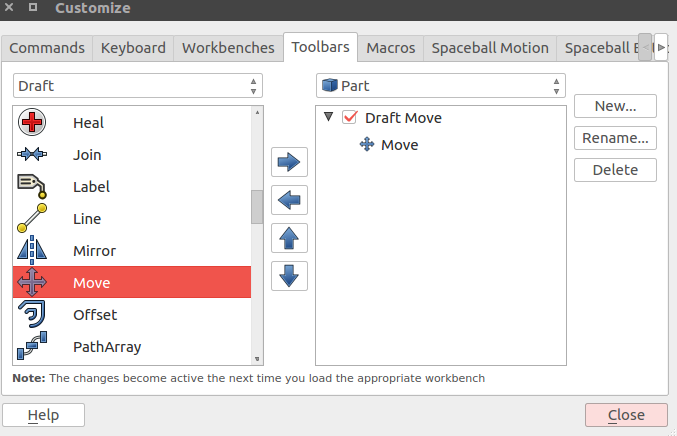 Customize
Commands Keyboard Workbenches Toolbars Macros Spaceball Motion
Draft
Part
Heal
Join
Label
Line
Mirror
Move
Offset
PathArray
Draft Move
Move
New...
Rename...
Delete
Note: The changes become active the next time you load the appropriate workbench
Help
Close